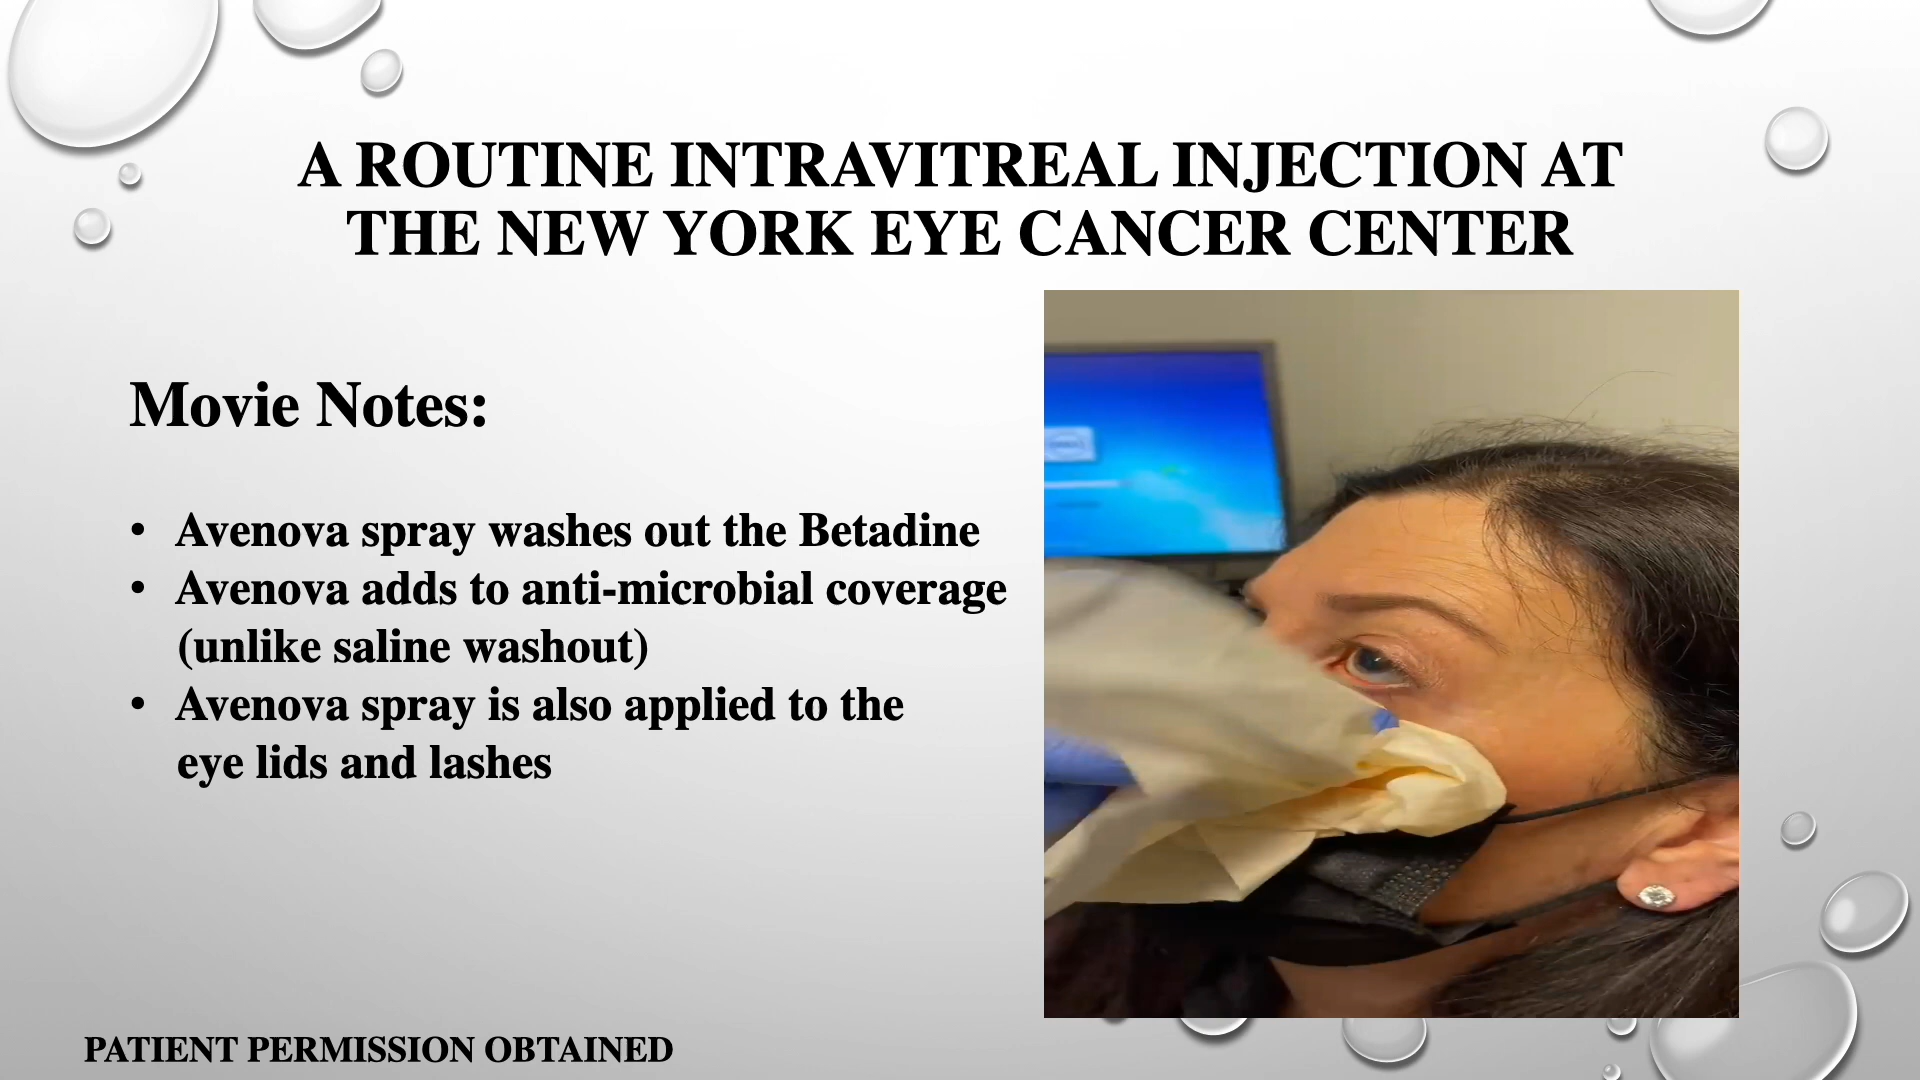 A ROUTINE INTRAVITREAL INJECTION AT
THE NEW YORK EYE CANCER CENTER
Movie Notes:
• Avenova spray washes out the Betadine
• Avenova adds to anti-microbial coverage
(unlike saline washout)
• Avenova spray is also applied to the
eye lids and lashes
PATIENT PERMISSION OBTAINED